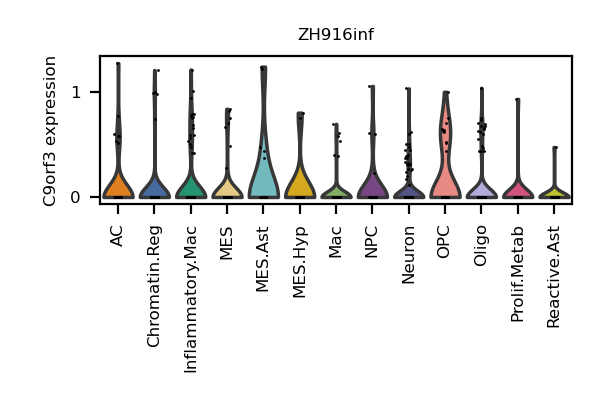 ZH916inf
C9orf3 expression
1
0
AC
Chromatin.Reg
Inflammatory.Mac
MES
MES.Ast
MES.Hyp
Mac
NPC
Neuron
OPC
Oligo
Prolif.Metab
Reactive.Ast